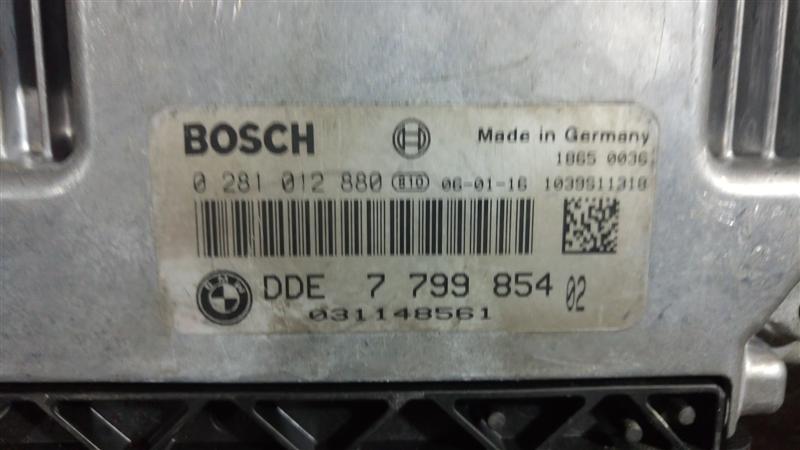 BOSCH
Made in Germany
1865 0036
0 281 012 880 810 06-01-16 1039S11318
DDE 7 799 854 02
031148561